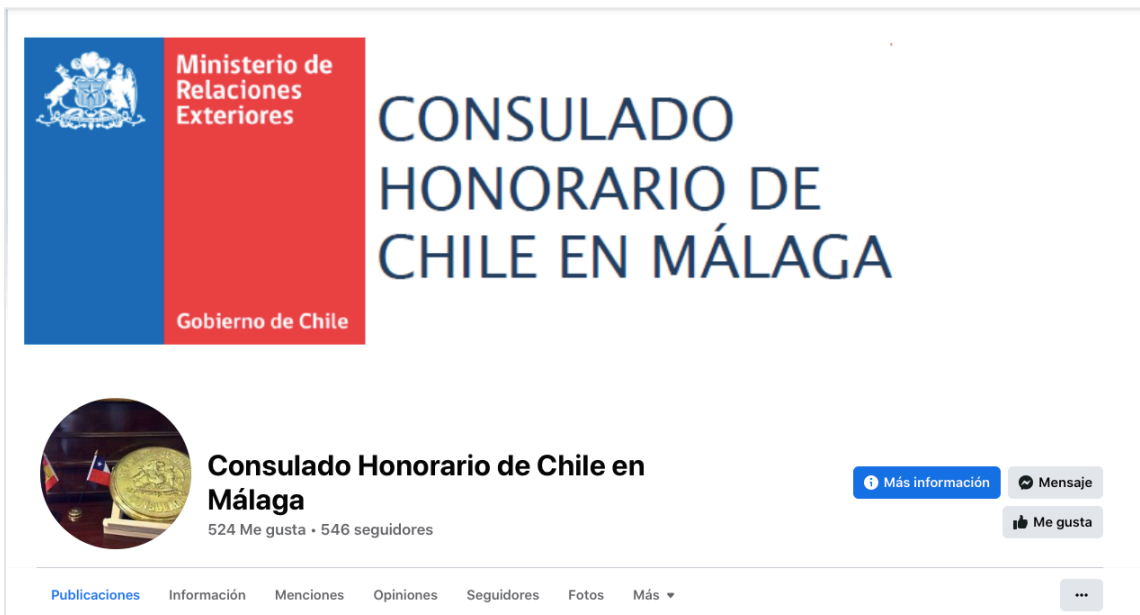 Ministerio de
Relaciones
Exteriores
Gobierno de Chile
CONSULADO
HONORARIO DE
CHILE EN MÁLAGA
Consulado Honorario de Chile en
Málaga
524 Me gusta • 546 seguidores
Más información
Mensaje
Me gusta
Publicaciones Información Menciones Opiniones Seguidores Fotos Más